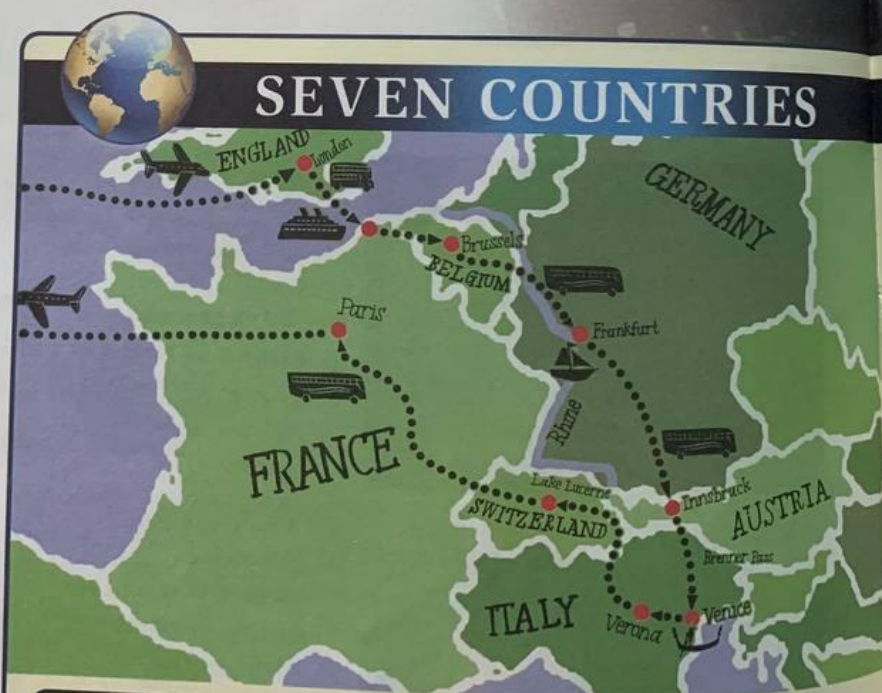 SEVEN COUNTRIES
ENGLAND
London
GERMANY
Brussels
BELGIUM
Paris
Frankfurt
Rhine
FRANCE
Lake Lucerne
SWITZERLAND
Innsbruck
AUSTRIA
Brenner Pass
ITALY
Verona
Venice